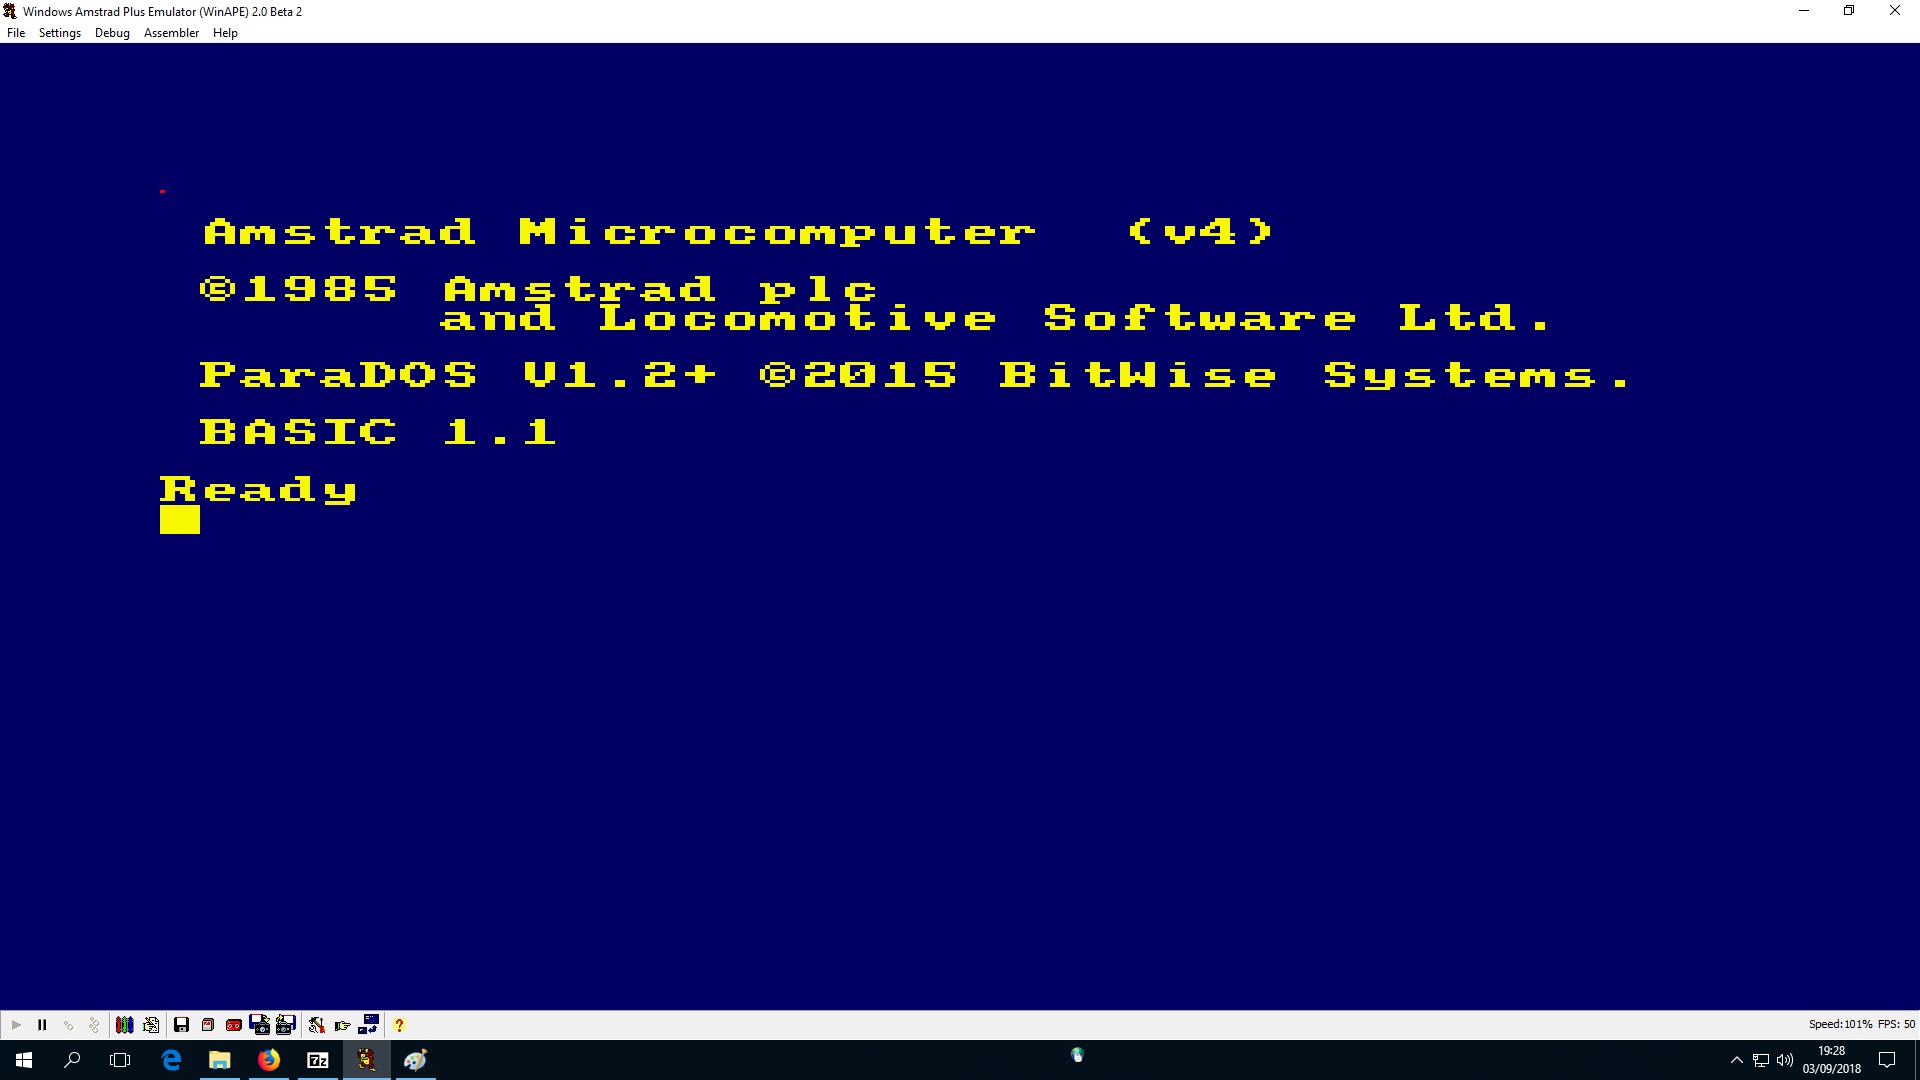 Windows Amstrad Plus Emulator (WinAPE) 2.0 Beta 2
File Settings Debug Assembler Help
Amstrad Microcomputer (v4)
©1985 Amstrad plc
and Locomotive Software Ltd.
ParaDOS V1.2+ ©2015 BitWise Systems.
BASIC 1.1
Ready
Speed:101% FPS: 50
7z
19:28
03/09/2018